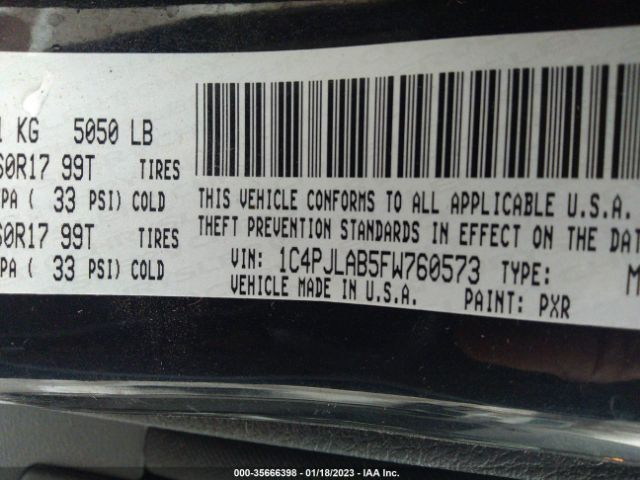 KG 5050 LB
60R17 99T TIRES
PA ( 33 PSI) COLD
60R17 99T TIRES
PA ( 33 PSI) COLD
THIS VEHICLE CONFORMS TO ALL APPLICABLE U.S.A.
THEFT PREVENTION STANDARDS IN EFFECT ON THE DAT
VIN: 1C4PJLAB5FW760573 TYPE: M
VEHICLE MADE IN U.S.A. PAINT: PXR
000-35666398 - 01/18/2023 - IAA Inc.